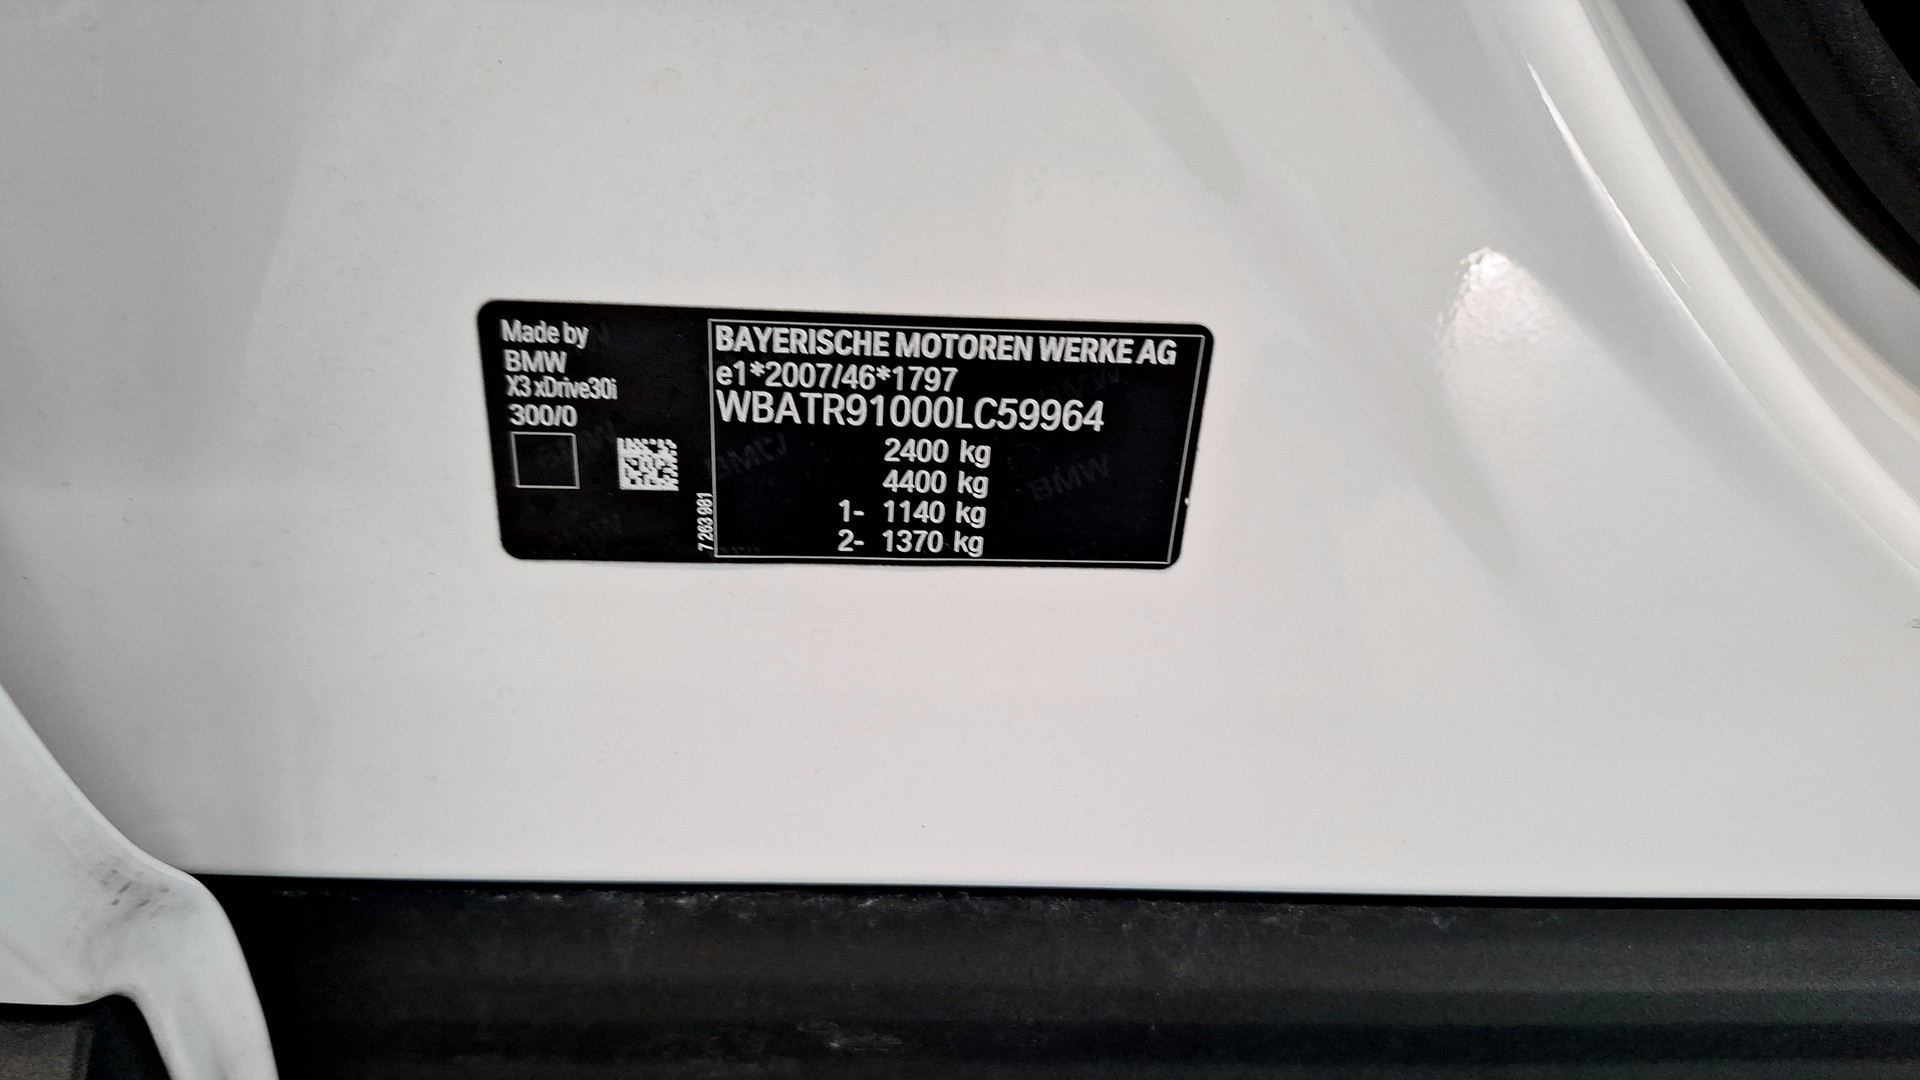 Made by
BMW
X3 xDrive30i
300/0
7 263 981
BAYERISCHE MOTOREN WERKE AG
e1*2007/46*1797
WBATR91000LC59964
2400 kg
4400 kg
1- 1140 kg
2- 1370 kg